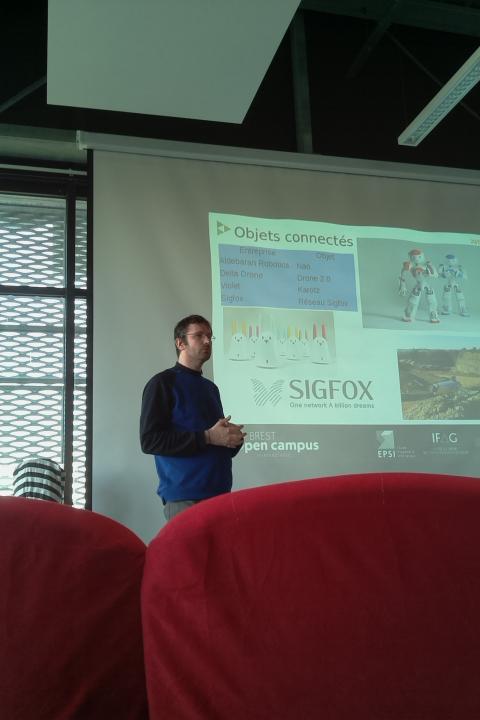 Objets connectés
Entreprise Objet
Aldebaran Robotics Nao
Delta Drone Drone 2.0
Violet Karotz
Sigfox Réseau Sigfox
SIGFOX
One network A billion dreams
BREST
pen campus
EPSI
IFAG